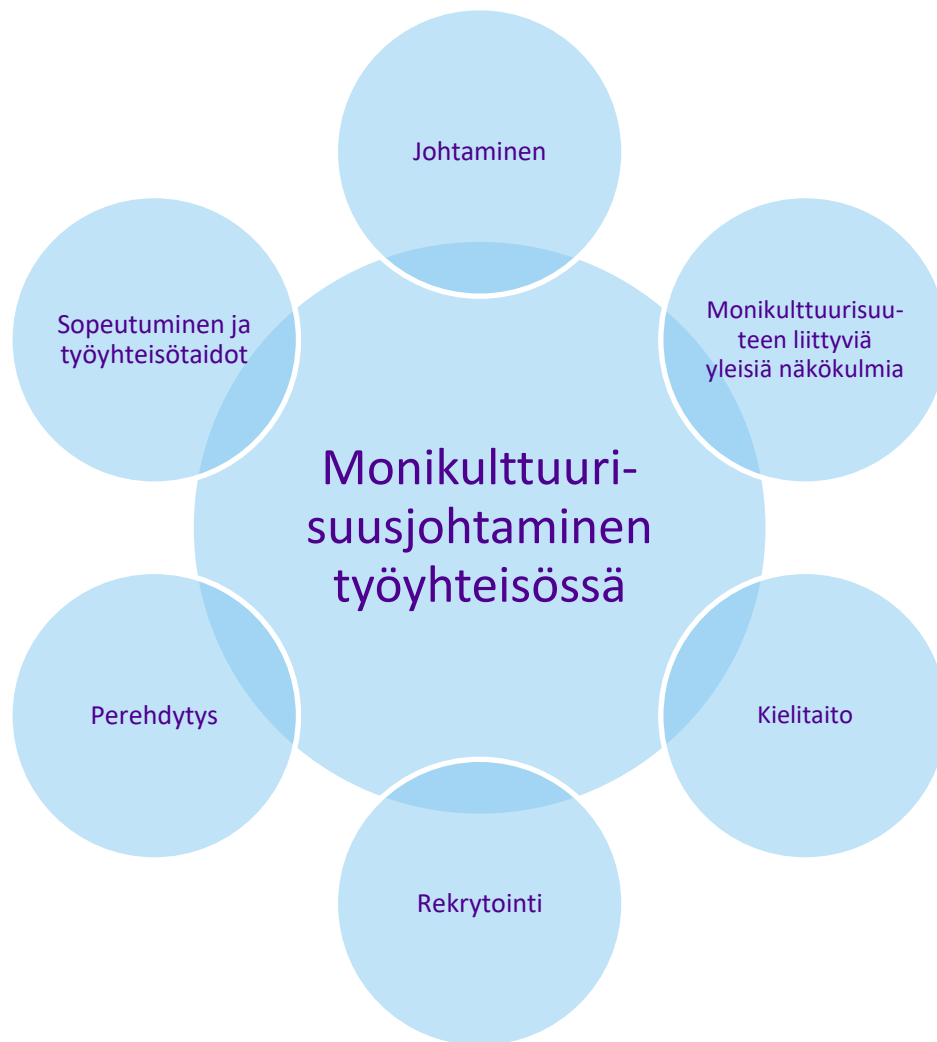 Johtaminen
Monikulttuurisuu-
teen liittyviä
yleisiä näkökulmia
Sopeutuminen ja
työyhteisötaidot
Monikulttuuri-
suusjohtaminen
työyhteisössä
Perehdytys
Kielitaito
Rekrytointi